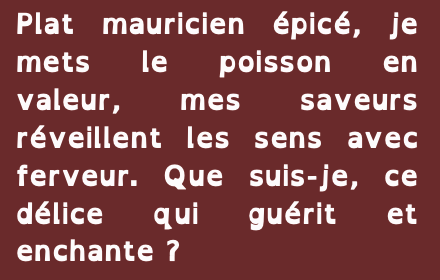 Plat mauricien épicé, je
mets le poisson en
valeur, mes saveurs
réveillent les sens avec
ferveur. Que suis-je, ce
délice qui guérit et
enchante ?